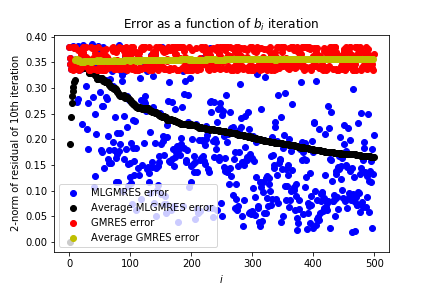 Error as a function of b_i iteration
2-norm of residual of 10th iteration
0.40
0.35
0.30
0.25
0.20
0.15
0.10
0.05
0.00
MLGMRES error
Average MLGMRES error
GMRES error
Average GMRES error
0 100 200 300 400 500
i